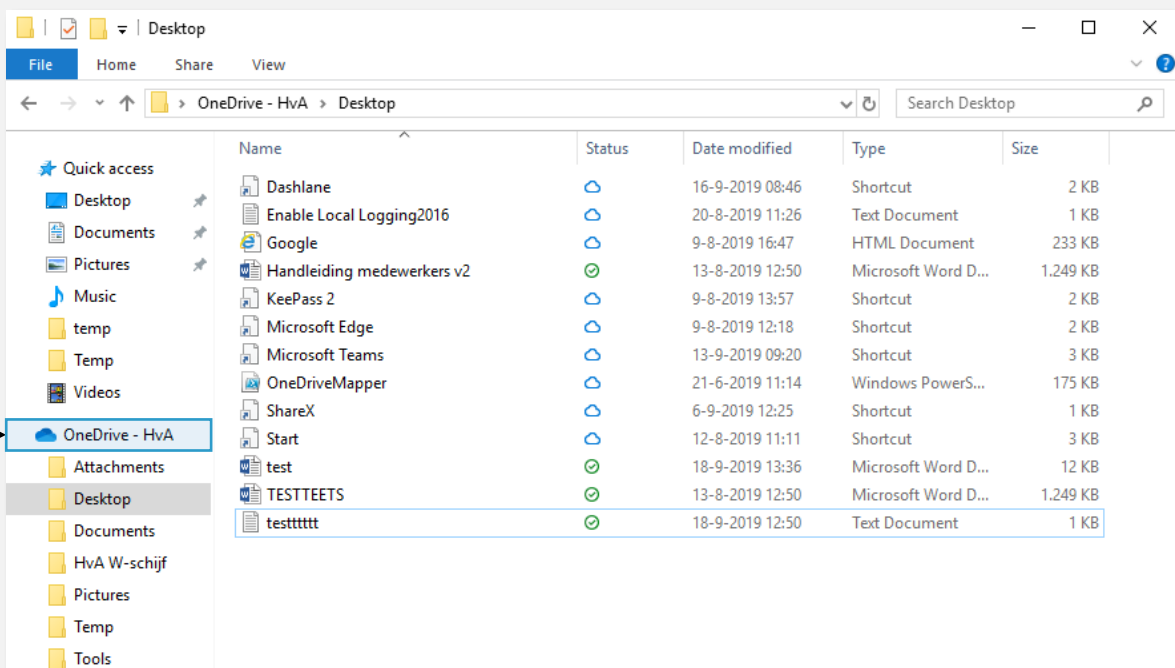 Desktop
File Home Share View
OneDrive - HvA > Desktop Search Desktop
Name Status Date modified Type Size
Quick access
Desktop
Documents
Pictures
Music
temp
Temp
Videos
OneDrive - HvA
Attachments
Desktop
Documents
HvA W-schijf
Pictures
Temp
Tools
Dashlane 16-9-2019 08:46 Shortcut 2 KB
Enable Local Logging2016 20-8-2019 11:26 Text Document 1 KB
Google 9-8-2019 16:47 HTML Document 233 KB
Handleiding medewerkers v2 13-8-2019 12:50 Microsoft Word D... 1.249 KB
KeePass 2 9-8-2019 13:57 Shortcut 2 KB
Microsoft Edge 9-8-2019 12:18 Shortcut 2 KB
Microsoft Teams 13-9-2019 09:20 Shortcut 3 KB
OneDriveMapper 21-6-2019 11:14 Windows PowerS... 175 KB
ShareX 6-9-2019 12:25 Shortcut 1 KB
Start 12-8-2019 11:11 Shortcut 3 KB
test 18-9-2019 13:36 Microsoft Word D... 12 KB
TESTTEETS 13-8-2019 12:50 Microsoft Word D... 1.249 KB
testttttt 18-9-2019 12:50 Text Document 1 KB